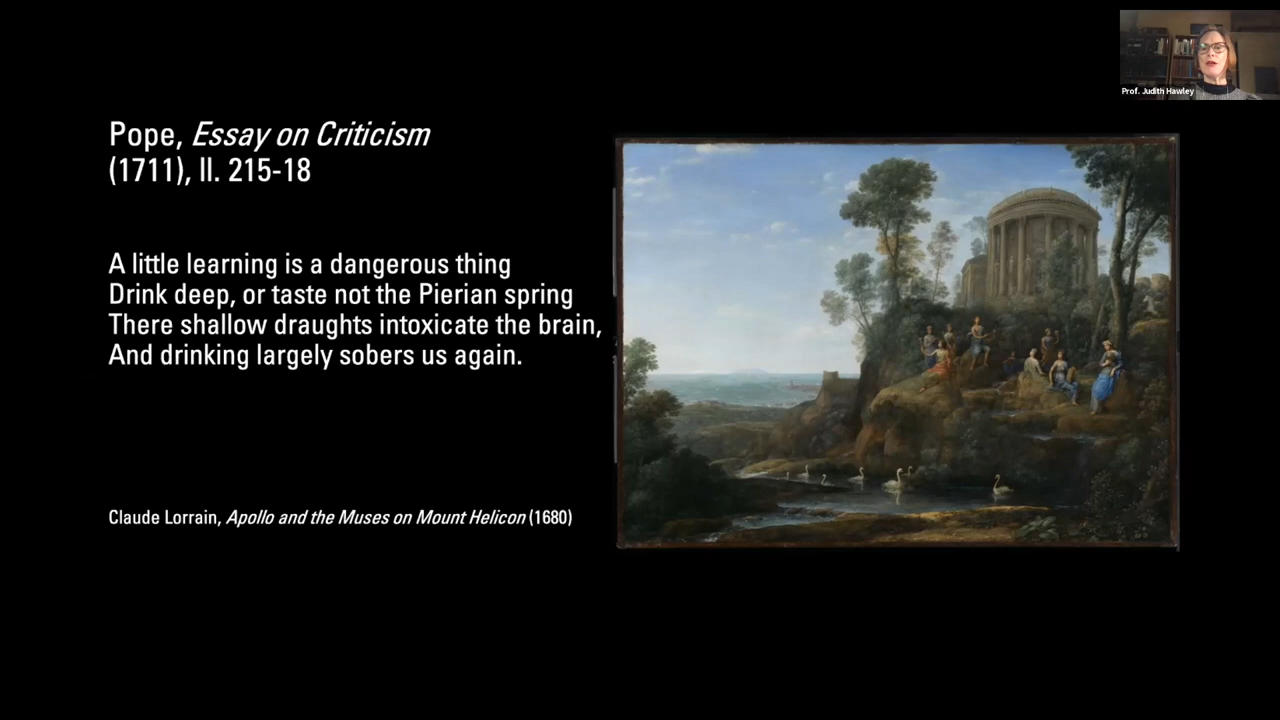 Prof. Judith Hawley
Pope, Essay on Criticism
(1711), ll. 215-18
A little learning is a dangerous thing
Drink deep, or taste not the Pierian spring
There shallow draughts intoxicate the brain,
And drinking largely sobers us again.
Claude Lorrain, Apollo and the Muses on Mount Helicon (1680)